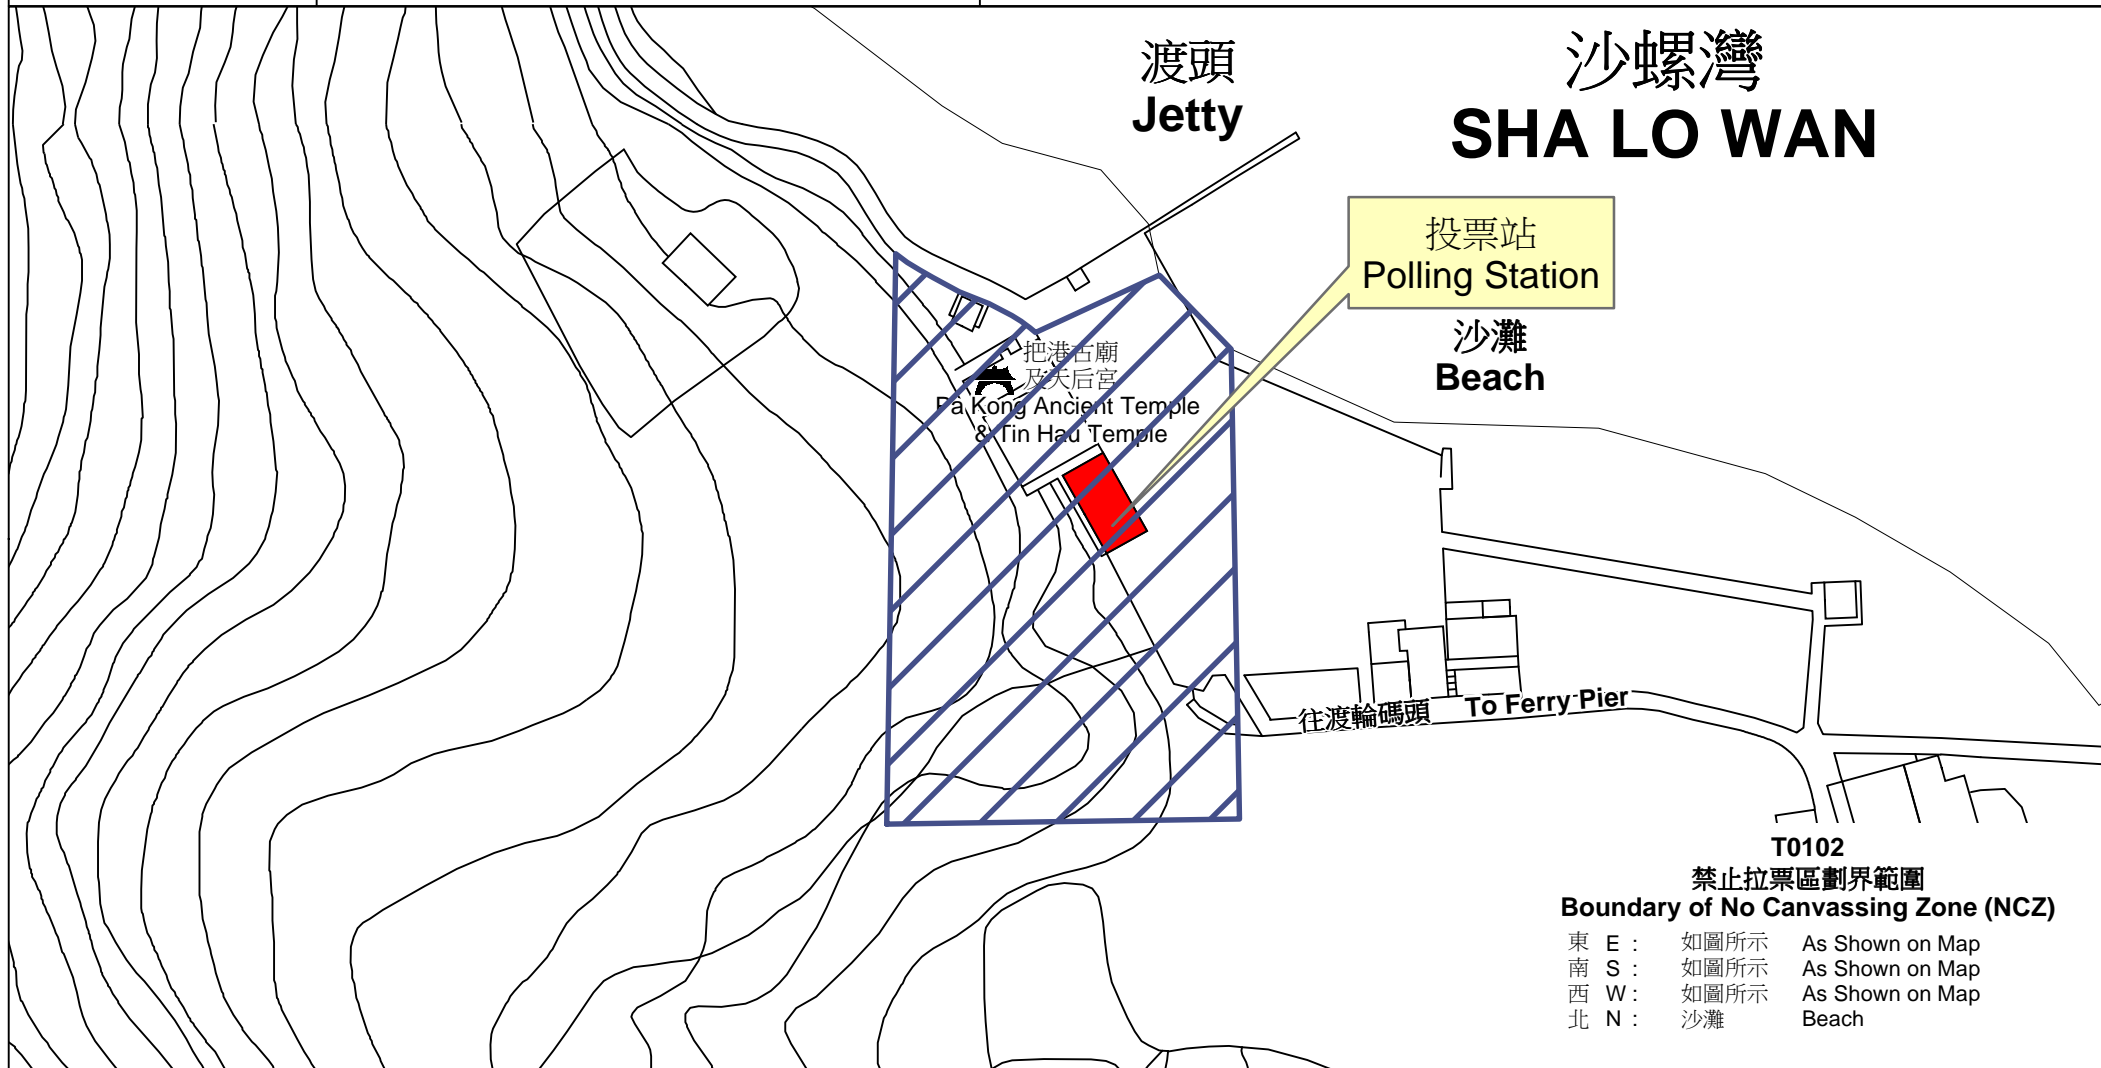 渡頭
Jetty
沙螺灣
SHA LO WAN
投票站
Polling Station
沙灘
Beach
把港古廟
及天后宮
Pa Kong Ancient Temple
& Tin Hau Temple
往渡輪碼頭 To Ferry Pier
T0102
禁止拉票區劃界範圍
Boundary of No Canvassing Zone (NCZ)
東 E : 如圖所示 As Shown on Map
南 S : 如圖所示 As Shown on Map
西 W : 如圖所示 As Shown on Map
北 N : 沙灘 Beach